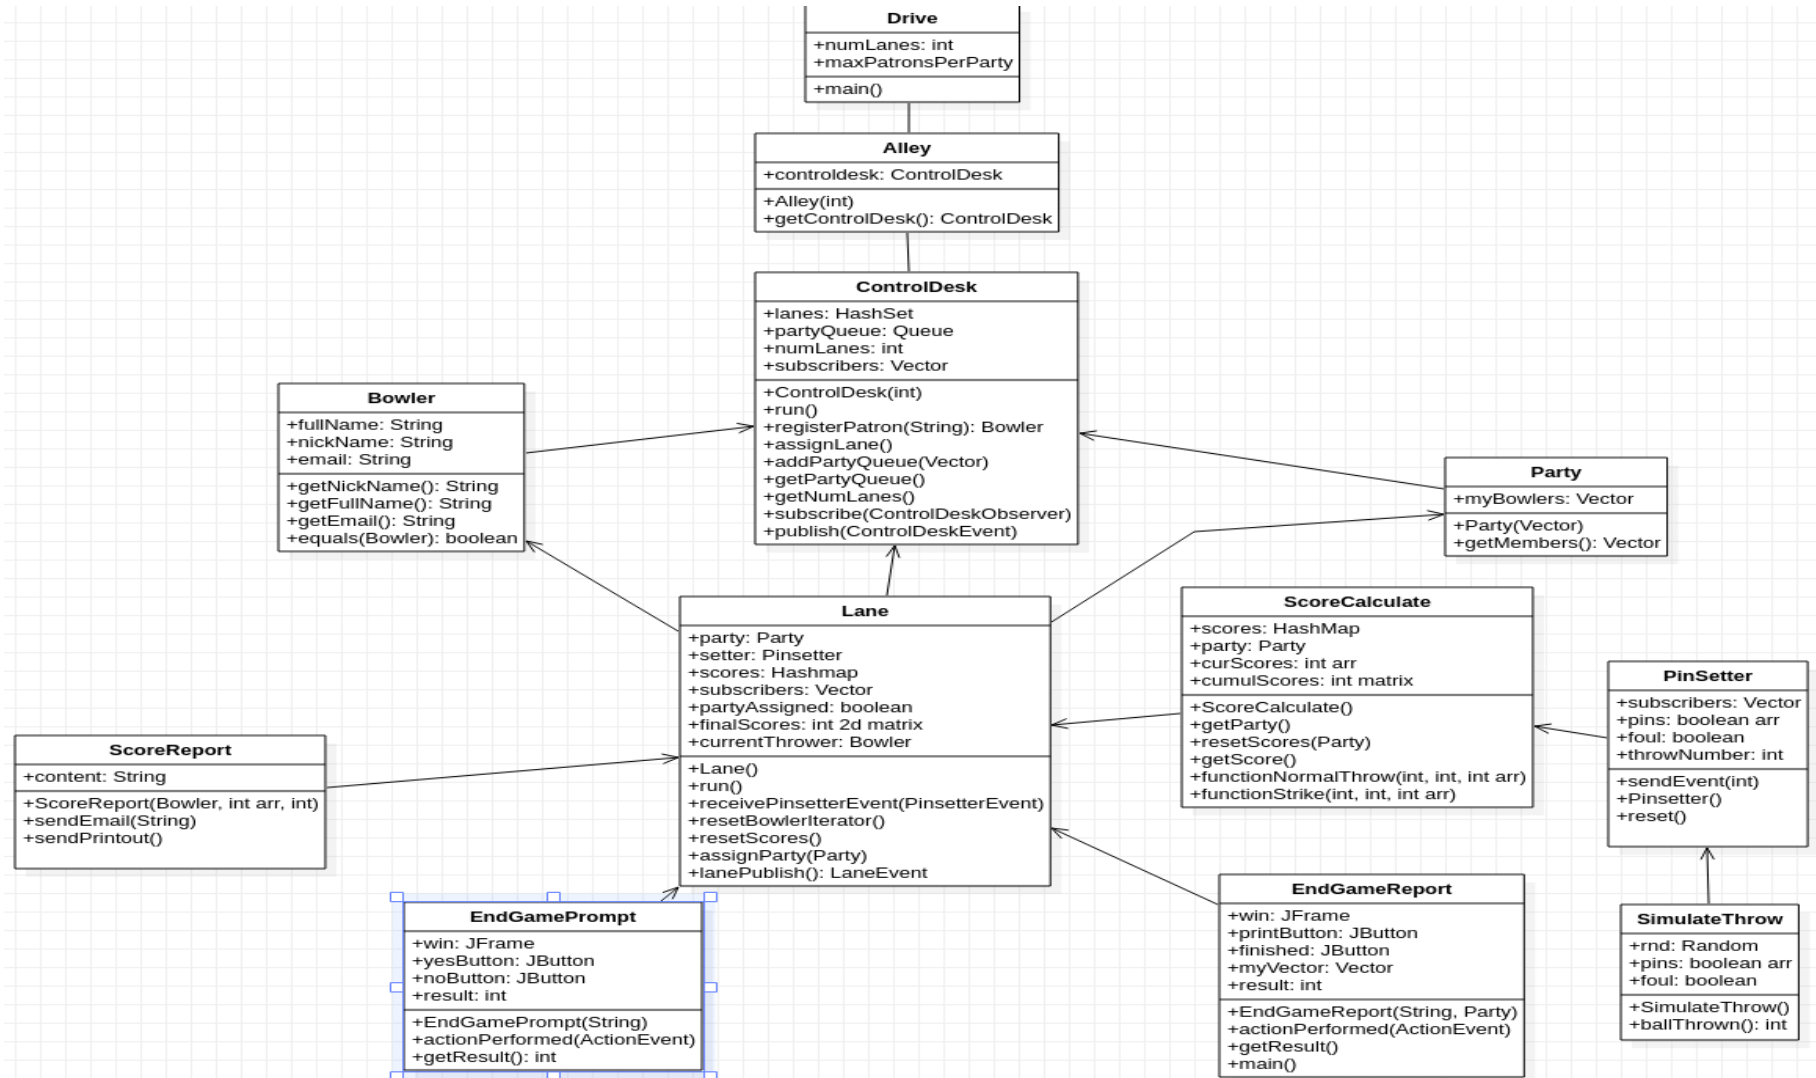 Drive
+numLanes: int
+maxPatronsPerParty
+main()
Alley
+controldesk: ControlDesk
+Alley(int)
+getControlDesk(): ControlDesk
ControlDesk
+lanes: HashSet
+partyQueue: Queue
+numLanes: int
+subscribers: Vector
+ControlDesk(int)
+run()
+registerPatron(String): Bowler
+assignLane()
+addPartyQueue(Vector)
+getPartyQueue()
+getNumLanes()
+subscribe(ControlDeskObserver)
+publish(ControlDeskEvent)
Bowler
+fullName: String
+nickName: String
+email: String
+getNickName(): String
+getFullName(): String
+getEmail(): String
+equals(Bowler): boolean
Party
+myBowlers: Vector
+Party(Vector)
+getMembers(): Vector
Lane
+party: Party
+setter: Pinsetter
+scores: Hashmap
+subscribers: Vector
+partyAssigned: boolean
+finalScores: int 2d matrix
+currentThrower: Bowler
+Lane()
+run()
+receivePinsetterEvent(PinsetterEvent)
+resetBowlerIterator()
+resetScores()
+assignParty(Party)
+lanePublish(): LaneEvent
ScoreCalculate
+scores: HashMap
+party: Party
+curScores: int arr
+cumulScores: int matrix
+ScoreCalculate()
+getParty()
+resetScores(Party)
+getScore()
+functionNormalThrow(int, int, int arr)
+functionStrike(int, int, int arr)
PinSetter
+subscribers: Vector
+pins: boolean arr
+foul: boolean
+throwNumber: int
+sendEvent(int)
+Pinsetter()
+reset()
ScoreReport
+content: String
+ScoreReport(Bowler, int arr, int)
+sendEmail(String)
+sendPrintout()
EndGamePrompt
+win: JFrame
+yesButton: JButton
+noButton: JButton
+result: int
+EndGamePrompt(String)
+actionPerformed(ActionEvent)
+getResult(): int
EndGameReport
+win: JFrame
+printButton: JButton
+finished: JButton
+myVector: Vector
+result: int
+EndGameReport(String, Party)
+actionPerformed(ActionEvent)
+getResult()
+main()
SimulateThrow
+rnd: Random
+pins: boolean arr
+foul: boolean
+SimulateThrow()
+ballThrown(): int